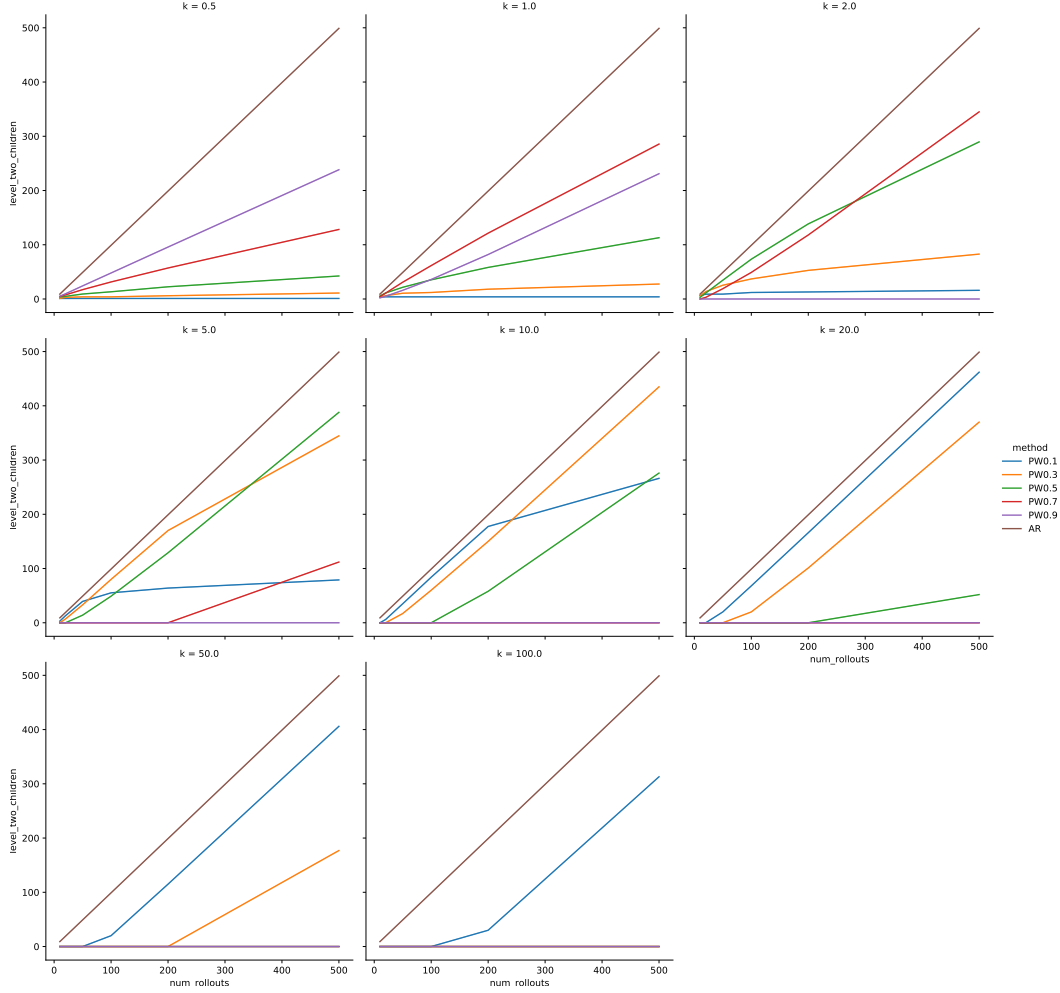 k = 0.5
k = 1.0
k = 2.0
500
400
300
200
100
0
level_two_children
k = 5.0
k = 10.0
k = 20.0
500
400
300
200
100
0
level_two_children
0
100
200
300
400
500
num_rollouts
method
PW0.1
PW0.3
PW0.5
PW0.7
PW0.9
AR
k = 50.0
k = 100.0
500
400
300
200
100
0
level_two_children
0
100
200
300
400
500
num_rollouts
0
100
200
300
400
500
num_rollouts